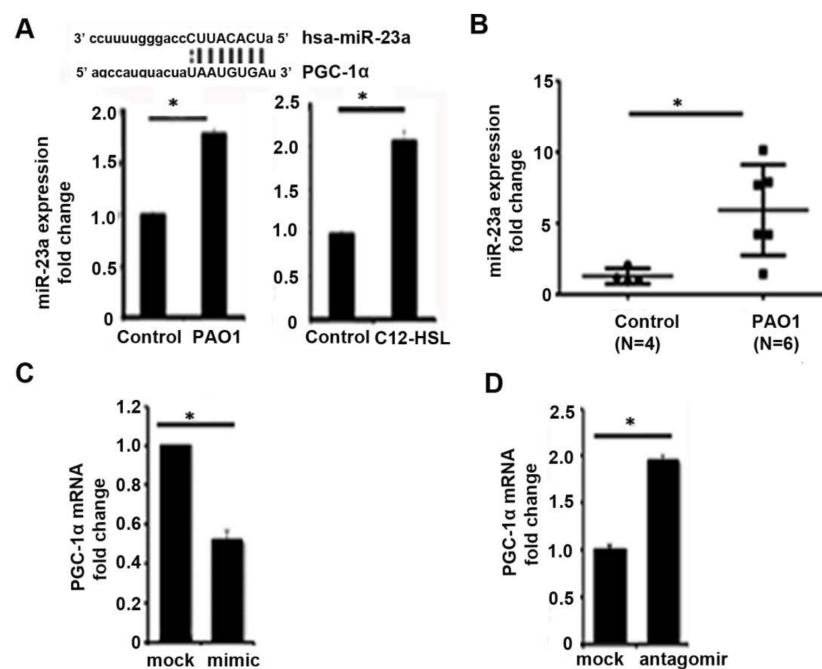 A
3' ccuuuugggaccCUUACACUa 5' hsa-miR-23a
5' agccauguacuaUAAUGUGAu 3' PGC-1α
miR-23a expression
fold change
2.0
1.5
1.0
0.5
0
*
Control PAO1
2.5
2.0
1.5
1.0
0.5
0
*
Control C12-HSL
B
miR-23a expression
fold change
15
10
5
0
*
Control PAO1
(N=4) (N=6)
C
PGC-1α mRNA
fold change
1.2
1.0
0.8
0.6
0.4
0.2
0
*
mock mimic
D
PGC-1α mRNA
fold change
2.5
2.0
1.5
1.0
0.5
0
*
mock antagomir